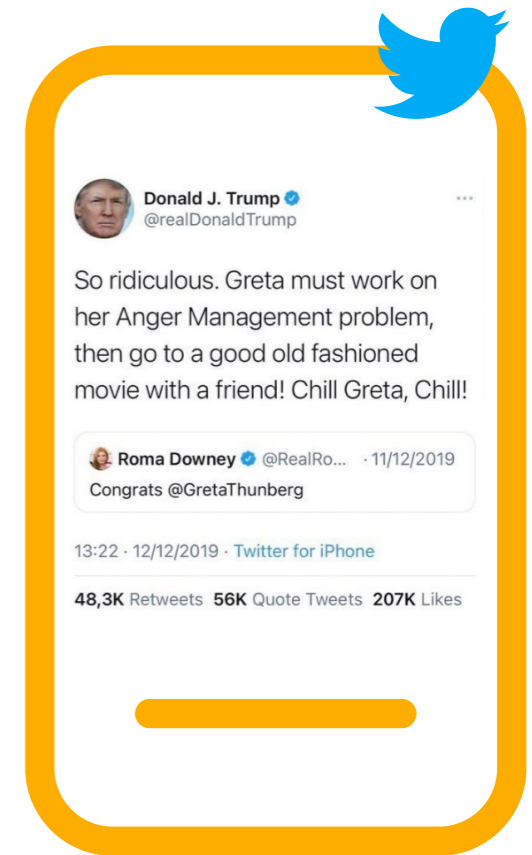 Donald J. Trump
@realDonaldTrump
So ridiculous. Greta must work on
her Anger Management problem,
then go to a good old fashioned
movie with a friend! Chill Greta, Chill!
Roma Downey @RealRo... · 11/12/2019
Congrats @GretaThunberg
13:22 · 12/12/2019 · Twitter for iPhone
48,3K Retweets 56K Quote Tweets 207K Likes